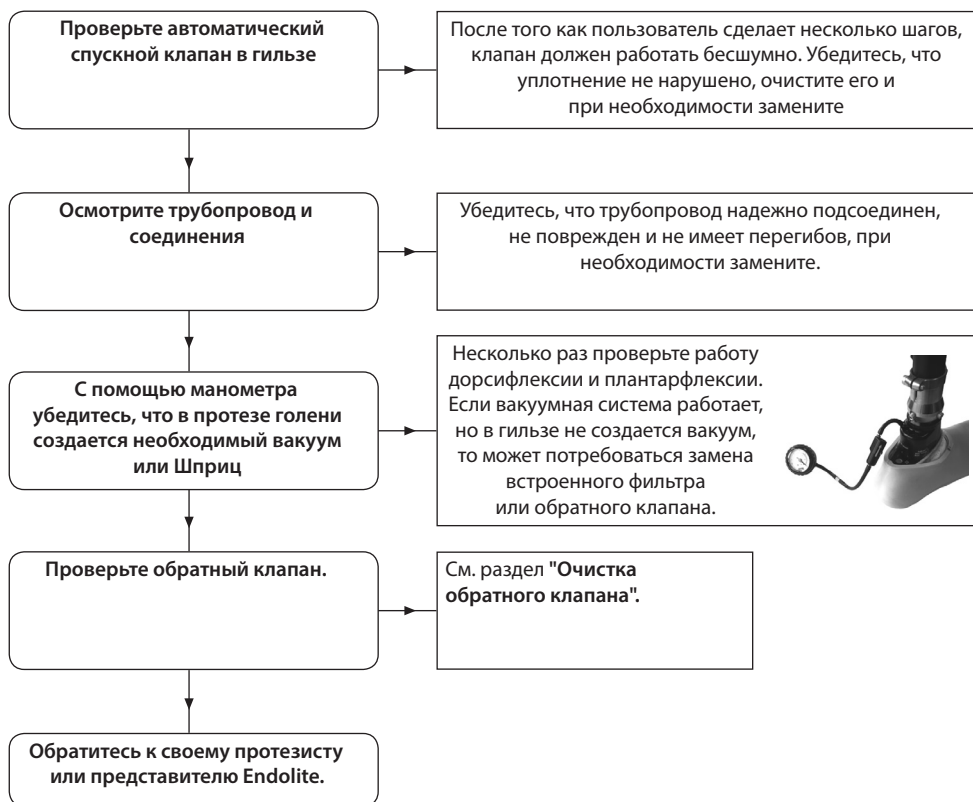 Проверьте автоматический
спускной клапан в гильзе
После того как пользователь сделает несколько шагов,
клапан должен работать бесшумно. Убедитесь, что
уплотнение не нарушено, очистите его и
при необходимости замените
Осмотрите трубопровод и
соединения
Убедитесь, что трубопровод надежно подсоединен,
не поврежден и не имеет перегибов, при
необходимости замените.
С помощью манометра
убедитесь, что в протезе голени
создается необходимый вакуум
или Шприц
Несколько раз проверьте работу
дорсифлексии и плантарфлексии.
Если вакуумная система работает,
но в гильзе не создается вакуум,
то может потребоваться замена
встроенного фильтра
или обратного клапана.
Проверьте обратный клапан.
См. раздел "Очистка
обратного клапана".
Обратитесь к своему протезисту
или представителю Endolite.